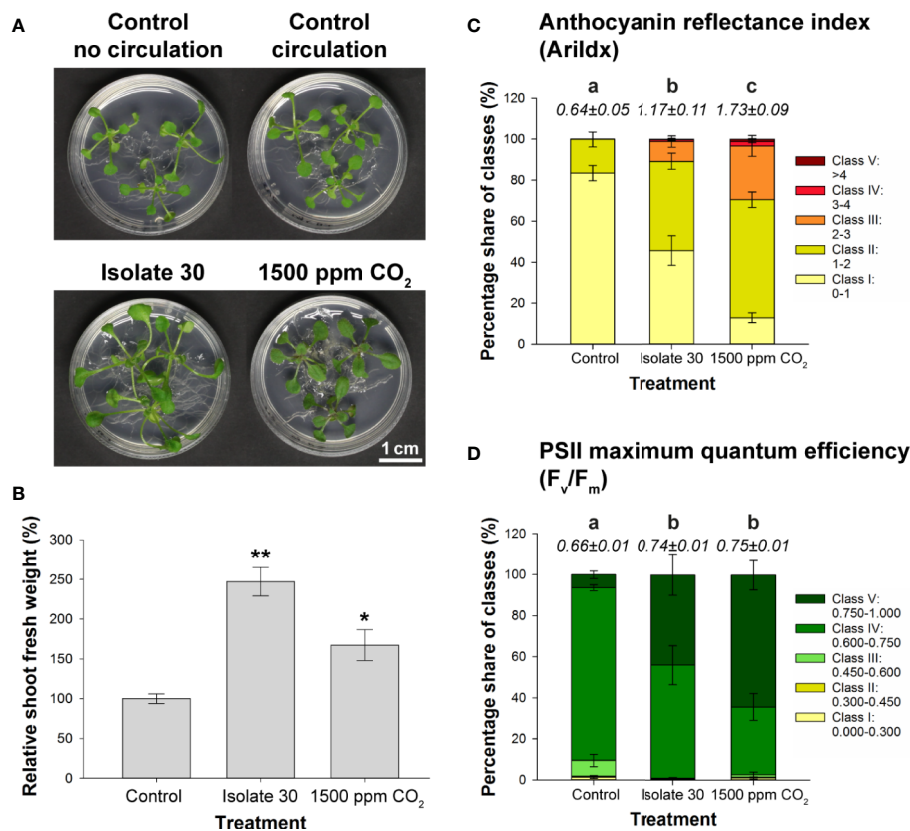 A
Control
no circulation
Control
circulation
Isolate 30
1500 ppm CO₂
1 cm
B
Relative shoot fresh weight (%)
300
250
200
150
100
50
0
**
*
Control
Isolate 30
1500 ppm CO₂
Treatment
C
Anthocyanin reflectance index
(AriIdx)
a
b
c
0.64±0.05
1.17±0.11
1.73±0.09
Percentage share of classes (%)
120
100
80
60
40
20
0
Control
Isolate 30
1500 ppm CO₂
Treatment
Class V:
>4
Class IV:
3-4
Class III:
2-3
Class II:
1-2
Class I:
0-1
D
PSII maximum quantum efficiency
(Fᵥ/Fₘ)
a
b
b
0.66±0.01
0.74±0.01
0.75±0.01
Percentage share of classes (%)
120
100
80
60
40
20
0
Control
Isolate 30
1500 ppm CO₂
Treatment
Class V:
0.750-1.000
Class IV:
0.600-0.750
Class III:
0.450-0.600
Class II:
0.300-0.450
Class I:
0.000-0.300